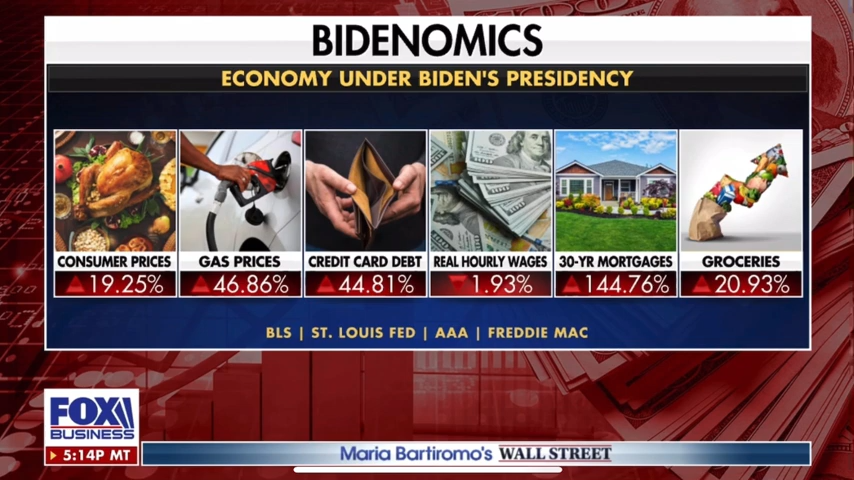 BIDENOMICS
ECONOMY UNDER BIDEN'S PRESIDENCY
CONSUMER PRICES
19.25%
GAS PRICES
46.86%
CREDIT CARD DEBT
44.81%
REAL HOURLY WAGES
1.93%
30-YR MORTGAGES
144.76%
GROCERIES
20.93%
BLS | ST. LOUIS FED | AAA | FREDDIE MAC
FOX
BUSINESS
5:14P MT
Maria Bartiromo's WALL STREET